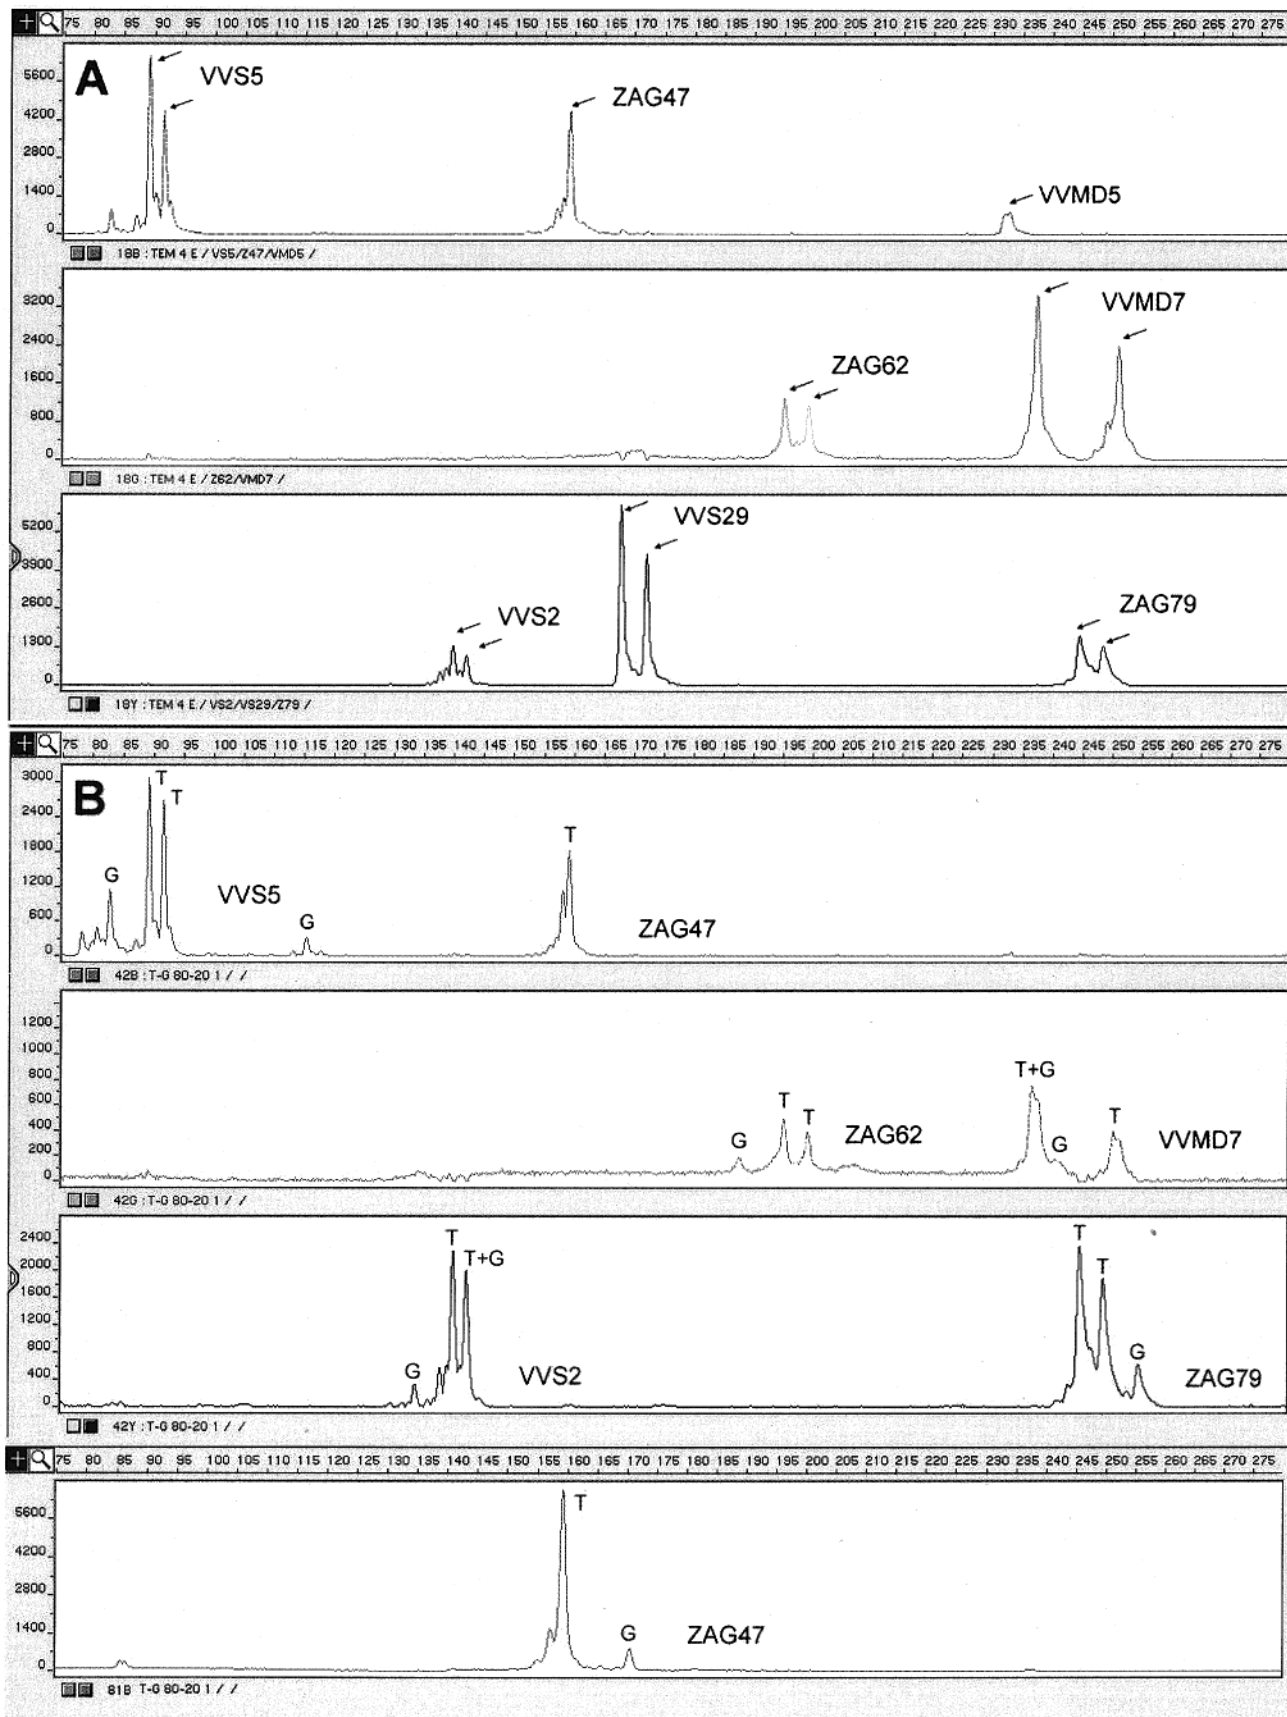 75 80 85 90 95 100 105 110 115 120 125 130 135 140 145 150 155 160 165 170 175 180 185 190 195 200 205 210 215 220 225 230 235 240 245 250 255 260 265 270 275
A
VVS5
ZAG47
VVMD5
5600
4200
2800
1400
0
18B : TEM 4 E / VS5/Z47/VMD5 /
ZAG62
VVMD7
3200
2400
1600
800
0
18G : TEM 4 E / Z62/VMD7 /
VVS2
VVS29
ZAG79
5200
3900
2600
1300
0
18Y : TEM 4 E / VS2/VS29/Z79 /
75 80 85 90 95 100 105 110 115 120 125 130 135 140 145 150 155 160 165 170 175 180 185 190 195 200 205 210 215 220 225 230 235 240 245 250 255 260 265 270 275
B
G T T VVS5 G T ZAG47
3000
2400
1800
1200
600
0
42B : T-G 80-20 1 / /
G T T ZAG62 T+G G T VVMD7
1200
1000
800
600
400
200
0
42G : T-G 80-20 1 / /
G T T+G VVS2 T T G ZAG79
2400
2000
1600
1200
800
400
0
42Y : T-G 80-20 1 / /
75 80 85 90 95 100 105 110 115 120 125 130 135 140 145 150 155 160 165 170 175 180 185 190 195 200 205 210 215 220 225 230 235 240 245 250 255 260 265 270 275
T G ZAG47
5600
4200
2800
1400
0
81B T-G 80-20 1 / /